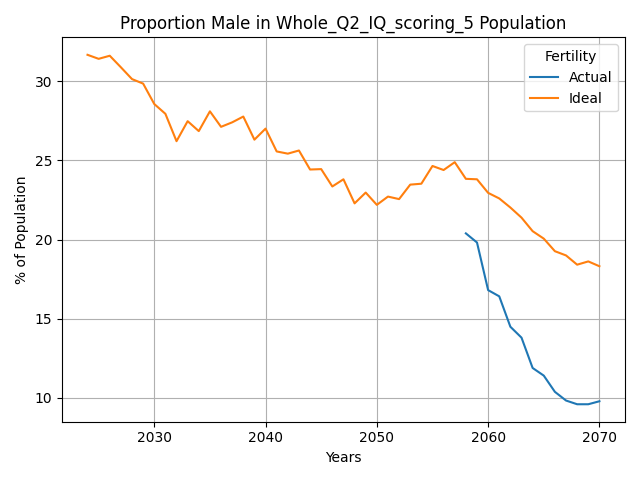 Proportion Male in Whole_Q2_IQ_scoring_5 Population
Fertility
Actual
Ideal
% of Population
30
25
20
15
10
2030
2040
2050
2060
2070
Years